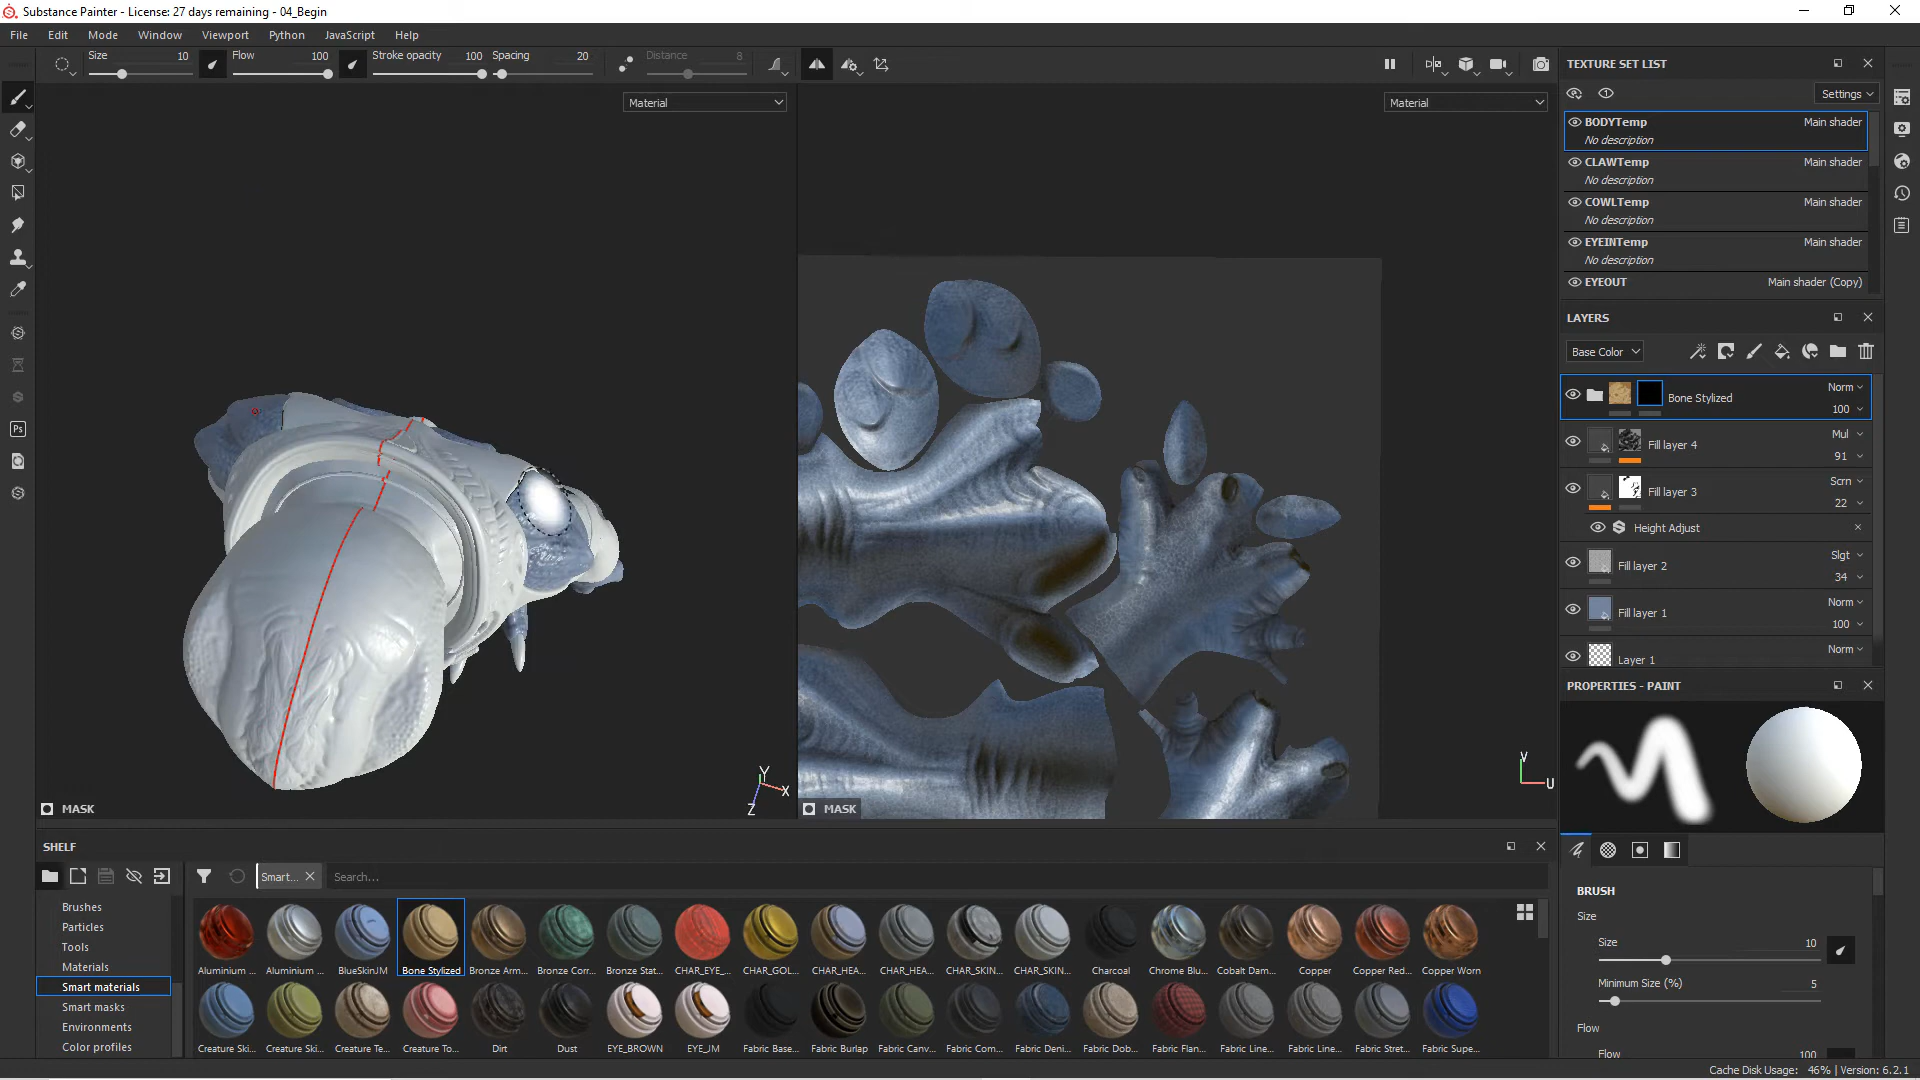 Substance Painter - License: 27 days remaining - 04_Begin
File Edit Mode Window Viewport Python JavaScript Help
Size 10 Flow 100 Stroke opacity 100 Spacing 20 Distance 8
Material
Material
MASK
MASK
Y
X
Z
V
U
TEXTURE SET LIST
Settings
BODYTemp Main shader
No description
CLAWTemp Main shader
No description
COWLTemp Main shader
No description
EYEINTemp Main shader
No description
EYEOUT Main shader (Copy)
LAYERS
Base Color
Bone Stylized Norm 100
Fill layer 4 Mul 91
Fill layer 3 Scrn 22
Height Adjust
Fill layer 2 Slgt 34
Fill layer 1 Norm 100
Layer 1 Norm
PROPERTIES - PAINT
BRUSH
Size
Size 10
Minimum Size (%) 5
Flow
Flow 100
Ps
SHELF
Smart... Search...
Brushes
Particles
Tools
Materials
Smart materials
Smart masks
Environments
Color profiles
Aluminium ... Aluminium ... BlueSkinJM Bone Stylized Bronze Arm... Bronze Corr... Bronze Stat... CHAR_EYE_... CHAR_GOL... CHAR_HEA... CHAR_HEA... CHAR_SKIN... CHAR_SKIN... Charcoal Chrome Blu... Cobalt Dam... Copper Copper Red... Copper Worn
Creature Ski... Creature Ski... Creature Te... Creature To... Dirt Dust EYE_BROWN EYE_JM Fabric Base... Fabric Burlap Fabric Canv... Fabric Com... Fabric Deni... Fabric Dob... Fabric Flan... Fabric Line... Fabric Line... Fabric Stret... Fabric Supe...
Cache Disk Usage: 46% | Version: 6.2.1